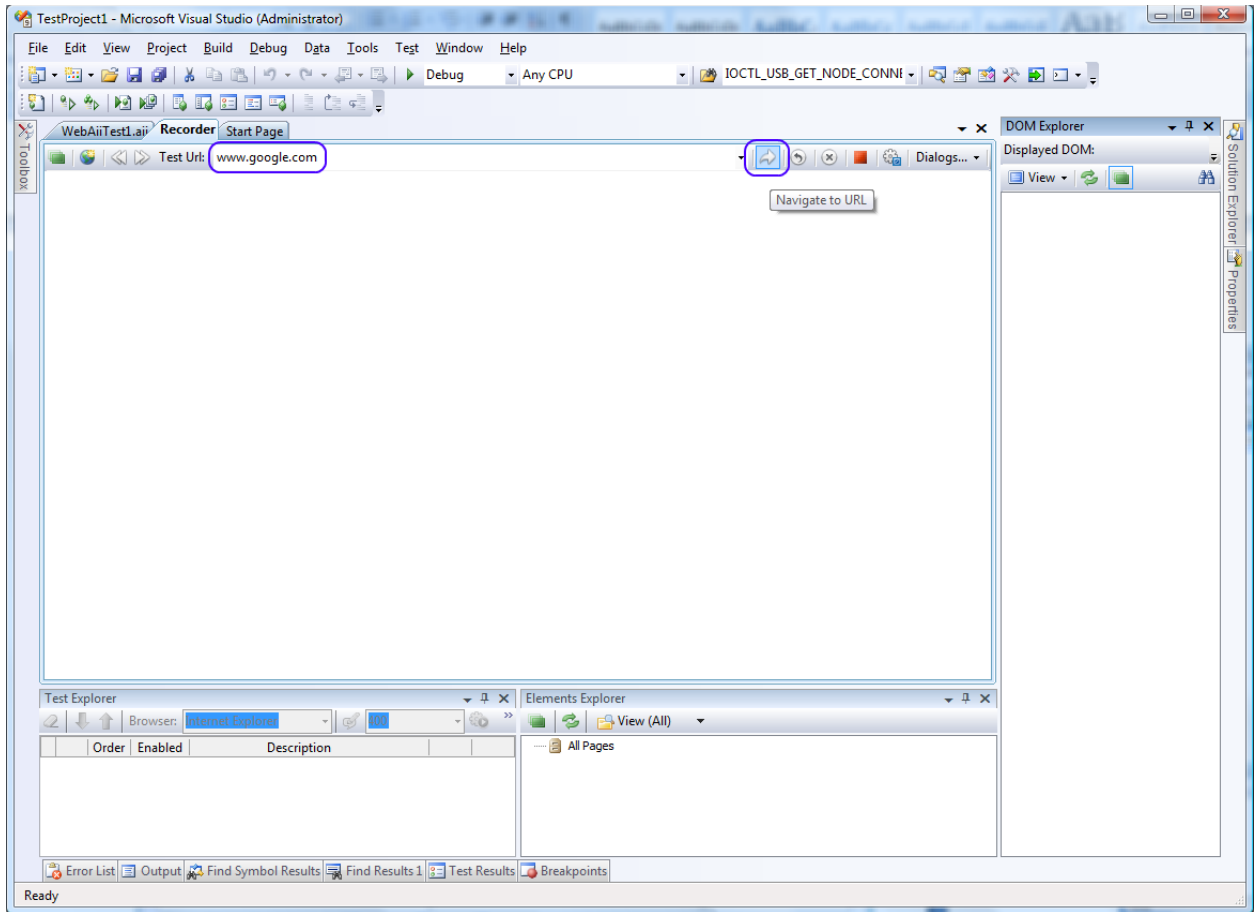 TestProject1 - Microsoft Visual Studio (Administrator)
File Edit View Project Build Debug Data Tools Test Window Help
Debug Any CPU IOCTL_USB_GET_NODE_CONNE
WebAiiTest1.aii Recorder Start Page
DOM Explorer
Test Url: www.google.com Dialogs...
Displayed DOM:
View
Navigate to URL
Toolbox
Solution Explorer
Properties
Test Explorer
Browser: Internet Explorer 400
Order Enabled Description
Elements Explorer
View (All)
All Pages
Error List Output Find Symbol Results Find Results 1 Test Results Breakpoints
Ready